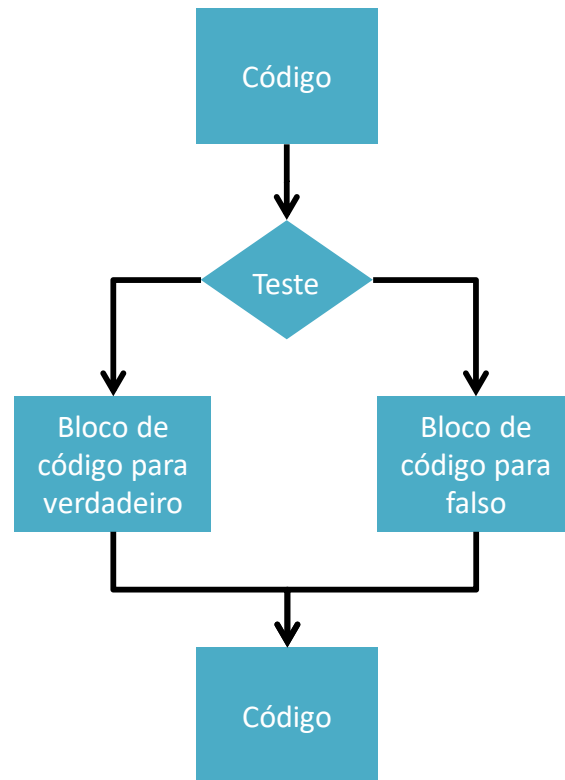 Código
Teste
Bloco de
código para
verdadeiro
Bloco de
código para
falso
Código